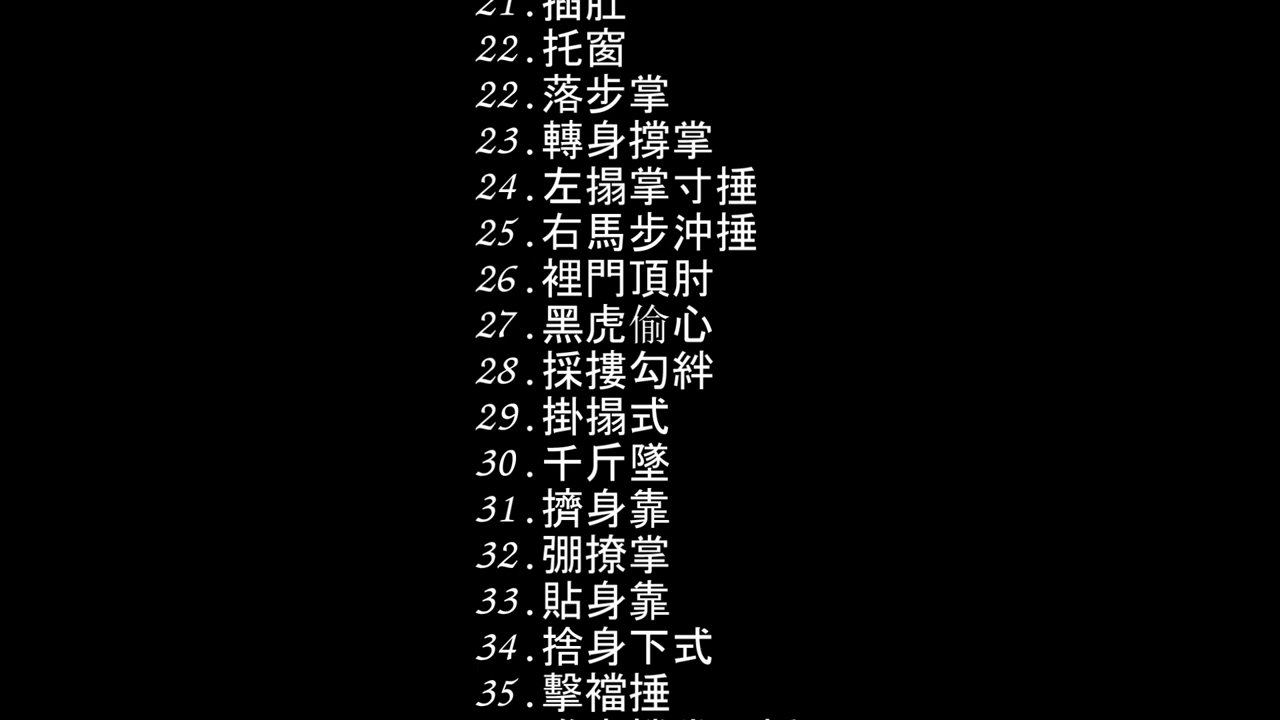 22.托窗
22.落步掌
23.轉身撐掌
24.左搨掌寸捶
25.右馬步沖捶
26.裡門頂肘
27.黑虎偷心
28.採摟勾絆
29.掛搨式
30.千斤墜
31.擠身靠
32.弸撩掌
33.貼身靠
34.捨身下式
35.擊襠捶